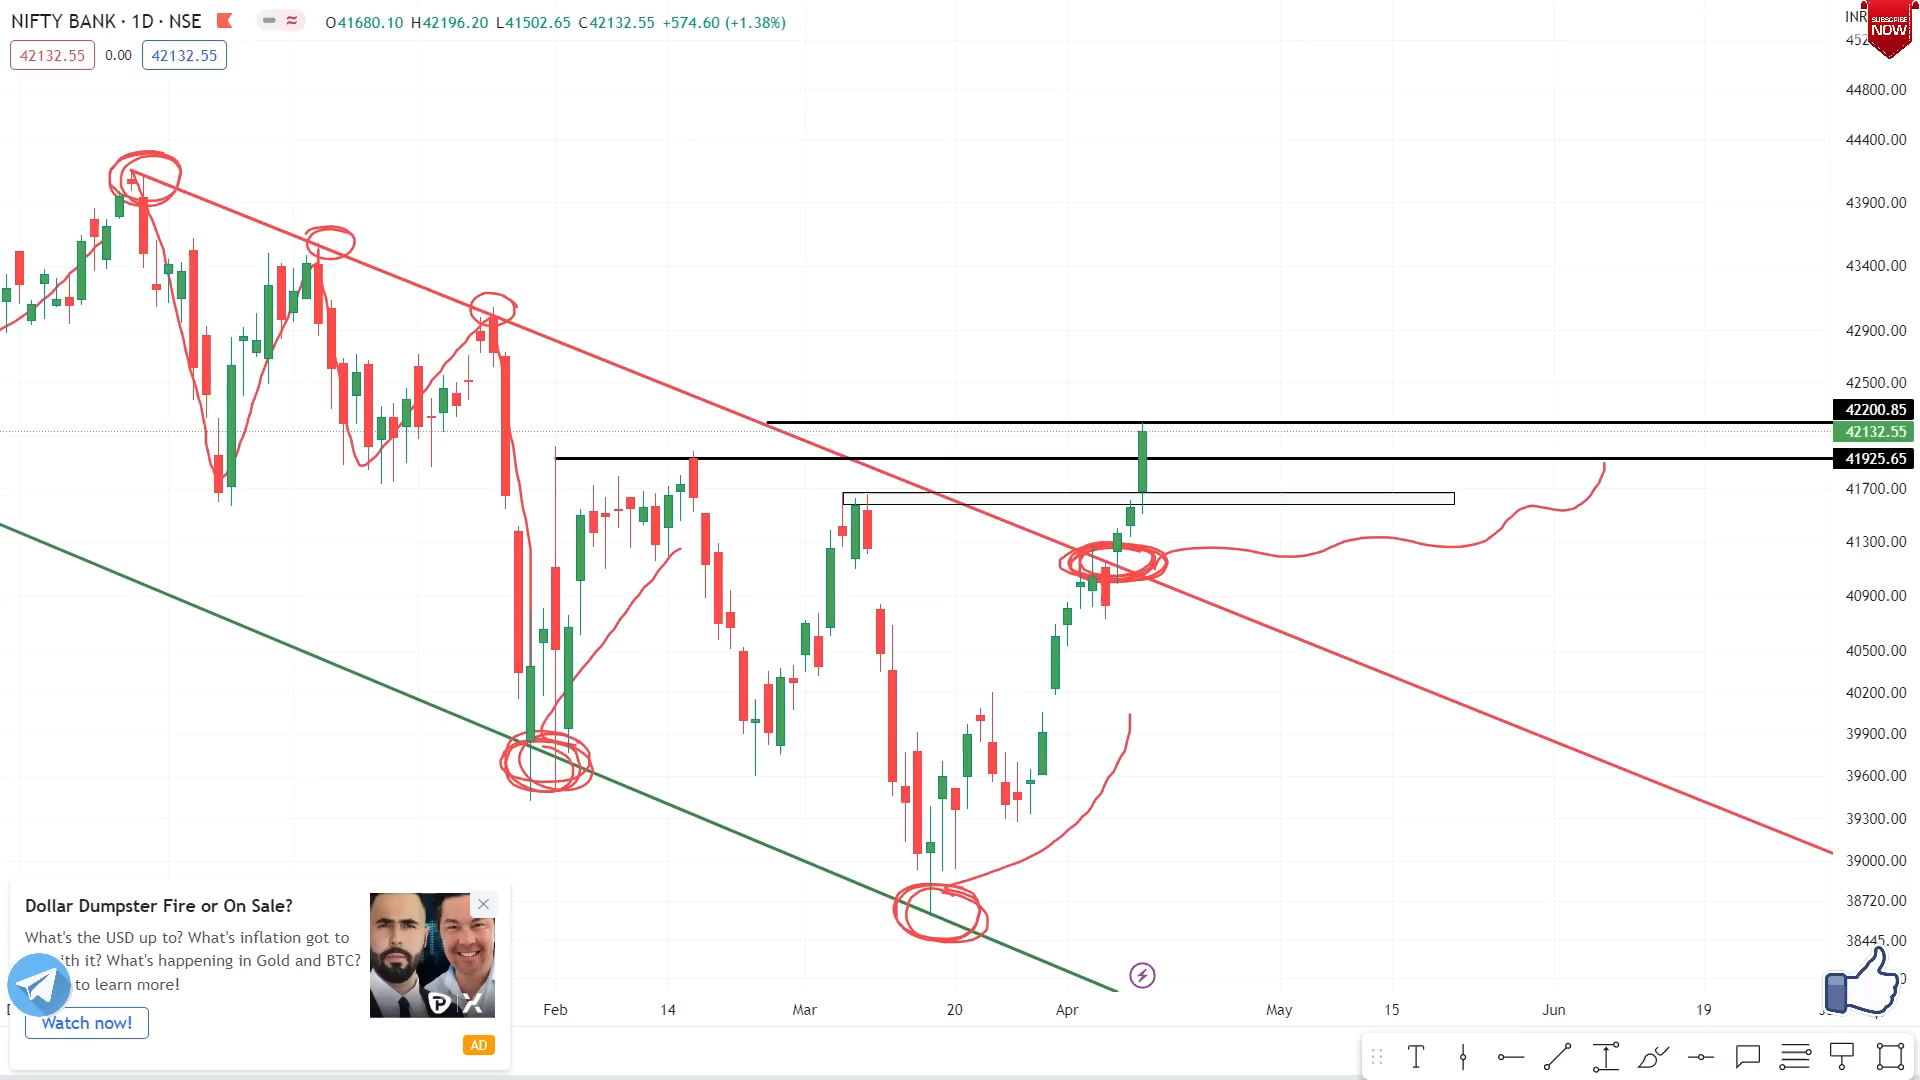 NIFTY BANK · 1D · NSE
O41680.10 H42196.20 L41502.65 C42132.55 +574.60 (+1.38%)
INR
SUBSCRIBE
NOW
42132.55 0.00 42132.55
44800.00
44400.00
43900.00
43400.00
42900.00
42500.00
42200.85
42132.55
41925.65
41700.00
41300.00
40900.00
40500.00
40200.00
39900.00
39600.00
39300.00
39000.00
38720.00
38445.00
Dollar Dumpster Fire or On Sale?
What's the USD up to? What's inflation got to
ith it? What's happening in Gold and BTC?
to learn more!
Watch now!
AD
Feb 14 Mar 20 Apr May 15 Jun 19
T